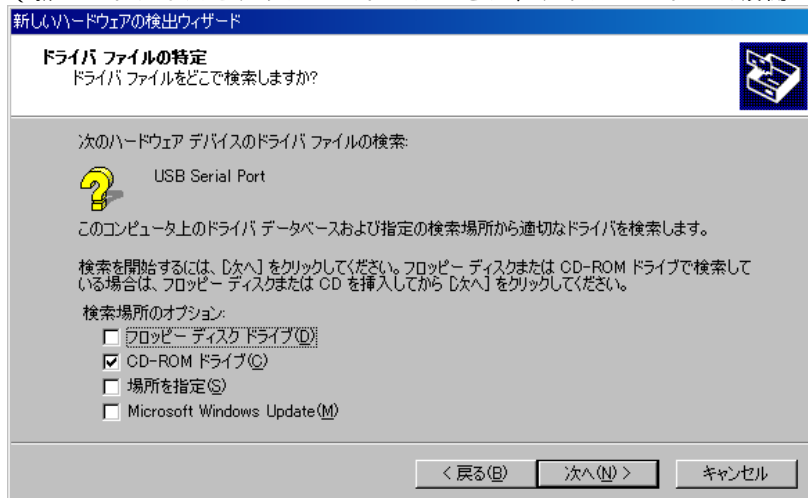 新しいハードウェアの検出ウィザード
ドライバ ファイルの特定
ドライバ ファイルをどこで検索しますか?
次のハードウェア デバイスのドライバ ファイルの検索:
USB Serial Port
このコンピュータ上のドライバ データベースおよび指定の検索場所から適切なドライバを検索します。
検索を開始するには、[次へ] をクリックしてください。フロッピー ディスクまたは CD-ROM ドライブで検索して
いる場合は、フロッピー ディスクまたは CD を挿入してから [次へ] をクリックしてください。
検索場所のオプション:
フロッピー ディスク ドライブ(D)
CD-ROM ドライブ(C)
場所を指定(S)
Microsoft Windows Update(M)
< 戻る(B)
次へ(N) >
キャンセル